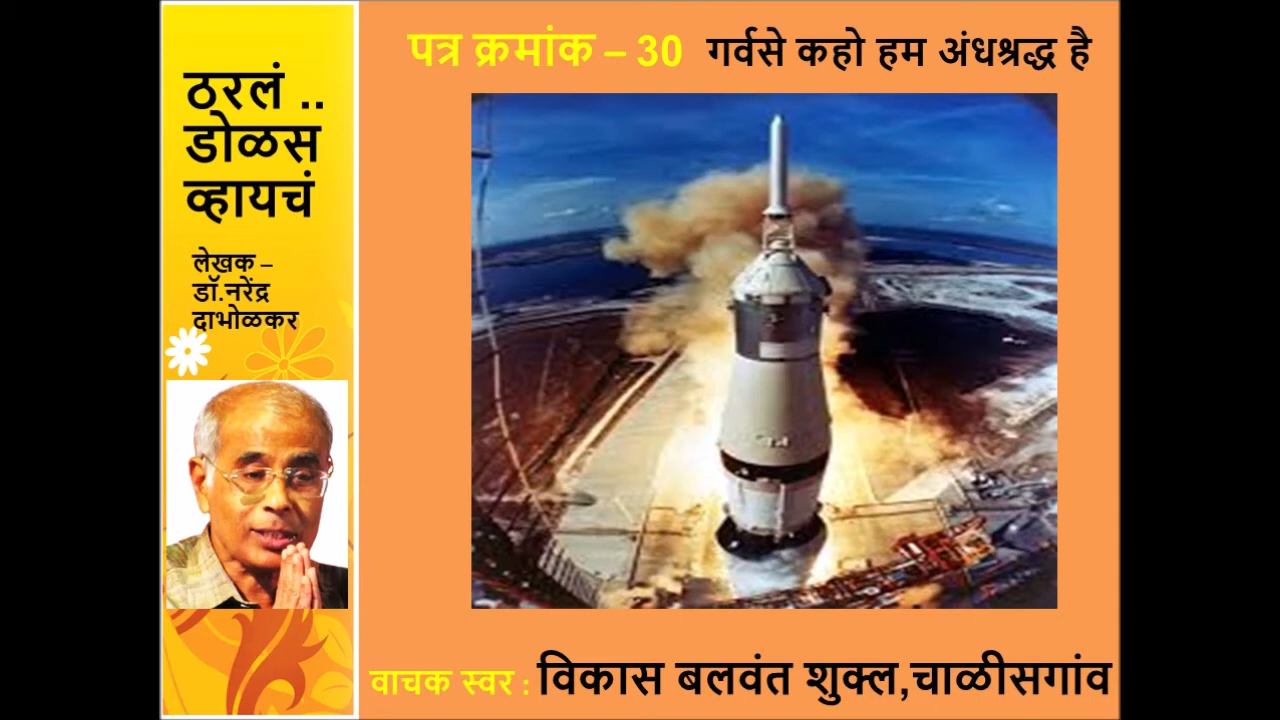 ठरलं ..
डोळस
व्हायचं
लेखक –
डॉ.नरेंद्र
दाभोळकर
पत्र क्रमांक – 30 गर्वसे कहो हम अंधश्रद्ध है
वाचक स्वर : विकास बलवंत शुक्ल,चाळीसगांव